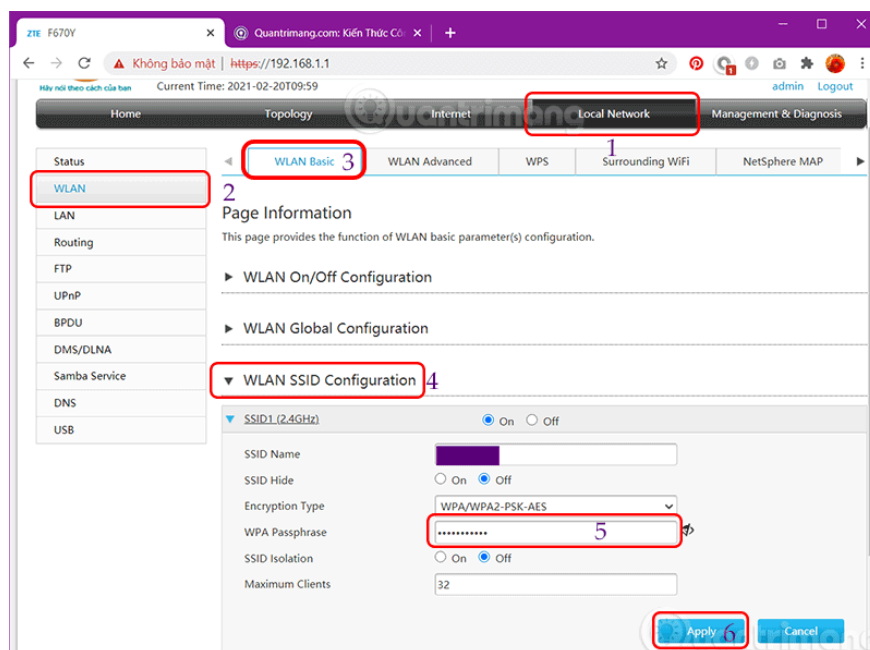 ZTE F670Y × Quantrimang.com: Kiến Thức Cô × +
Không bảo mật | https://192.168.1.1
Hãy nói theo cách của bạn Current Time: 2021-02-20T09:59 admin Logout
Home Topology Internet Local Network Management & Diagnosis
Quantrimang
1
Status WLAN Basic 3 WLAN Advanced WPS Surrounding WiFi NetSphere MAP
WLAN 2
LAN Page Information
Routing This page provides the function of WLAN basic parameter(s) configuration.
FTP WLAN On/Off Configuration
UPnP
BPDU WLAN Global Configuration
DMS/DLNA
Samba Service WLAN SSID Configuration 4
DNS
SSID1 (2.4GHz) On Off
USB
SSID Name
SSID Hide On Off
Encryption Type WPA/WPA2-PSK-AES
WPA Passphrase ••••••••••• 5
SSID Isolation On Off
Maximum Clients 32
Apply 6 Cancel
uantrimang